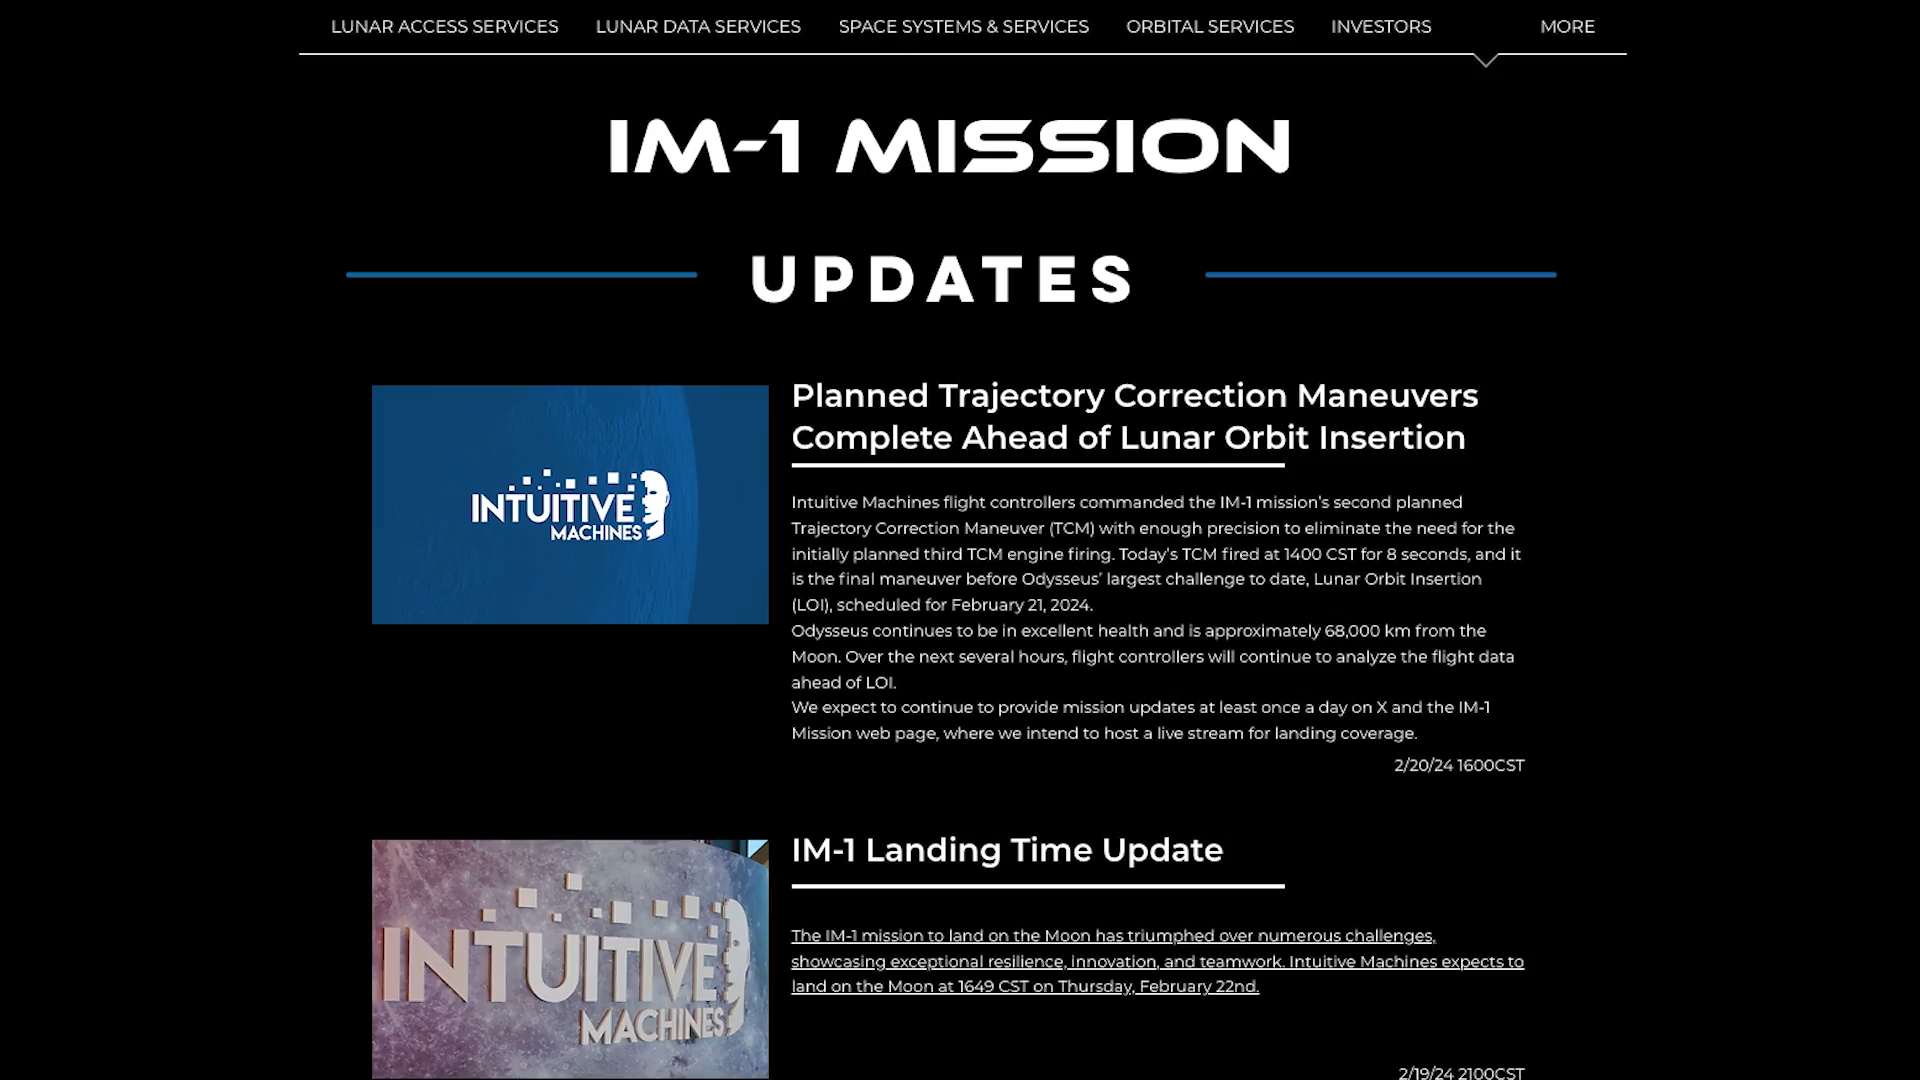 LUNAR ACCESS SERVICES LUNAR DATA SERVICES SPACE SYSTEMS & SERVICES ORBITAL SERVICES INVESTORS MORE
IM-1 MISSION
UPDATES
INTUITIVE
MACHINES
Planned Trajectory Correction Maneuvers
Complete Ahead of Lunar Orbit Insertion
Intuitive Machines flight controllers commanded the IM-1 mission's second planned
Trajectory Correction Maneuver (TCM) with enough precision to eliminate the need for the
initially planned third TCM engine firing. Today's TCM fired at 1400 CST for 8 seconds, and it
is the final maneuver before Odysseus' largest challenge to date, Lunar Orbit Insertion
(LOI), scheduled for February 21, 2024.
Odysseus continues to be in excellent health and is approximately 68,000 km from the
Moon. Over the next several hours, flight controllers will continue to analyze the flight data
ahead of LOI.
We expect to continue to provide mission updates at least once a day on X and the IM-1
Mission web page, where we intend to host a live stream for landing coverage.
2/20/24 1600CST
INTUITIVE
MACHINES
IM-1 Landing Time Update
The IM-1 mission to land on the Moon has triumphed over numerous challenges,
showcasing exceptional resilience, innovation, and teamwork. Intuitive Machines expects to
land on the Moon at 1649 CST on Thursday, February 22nd.
2/19/24 2100CST